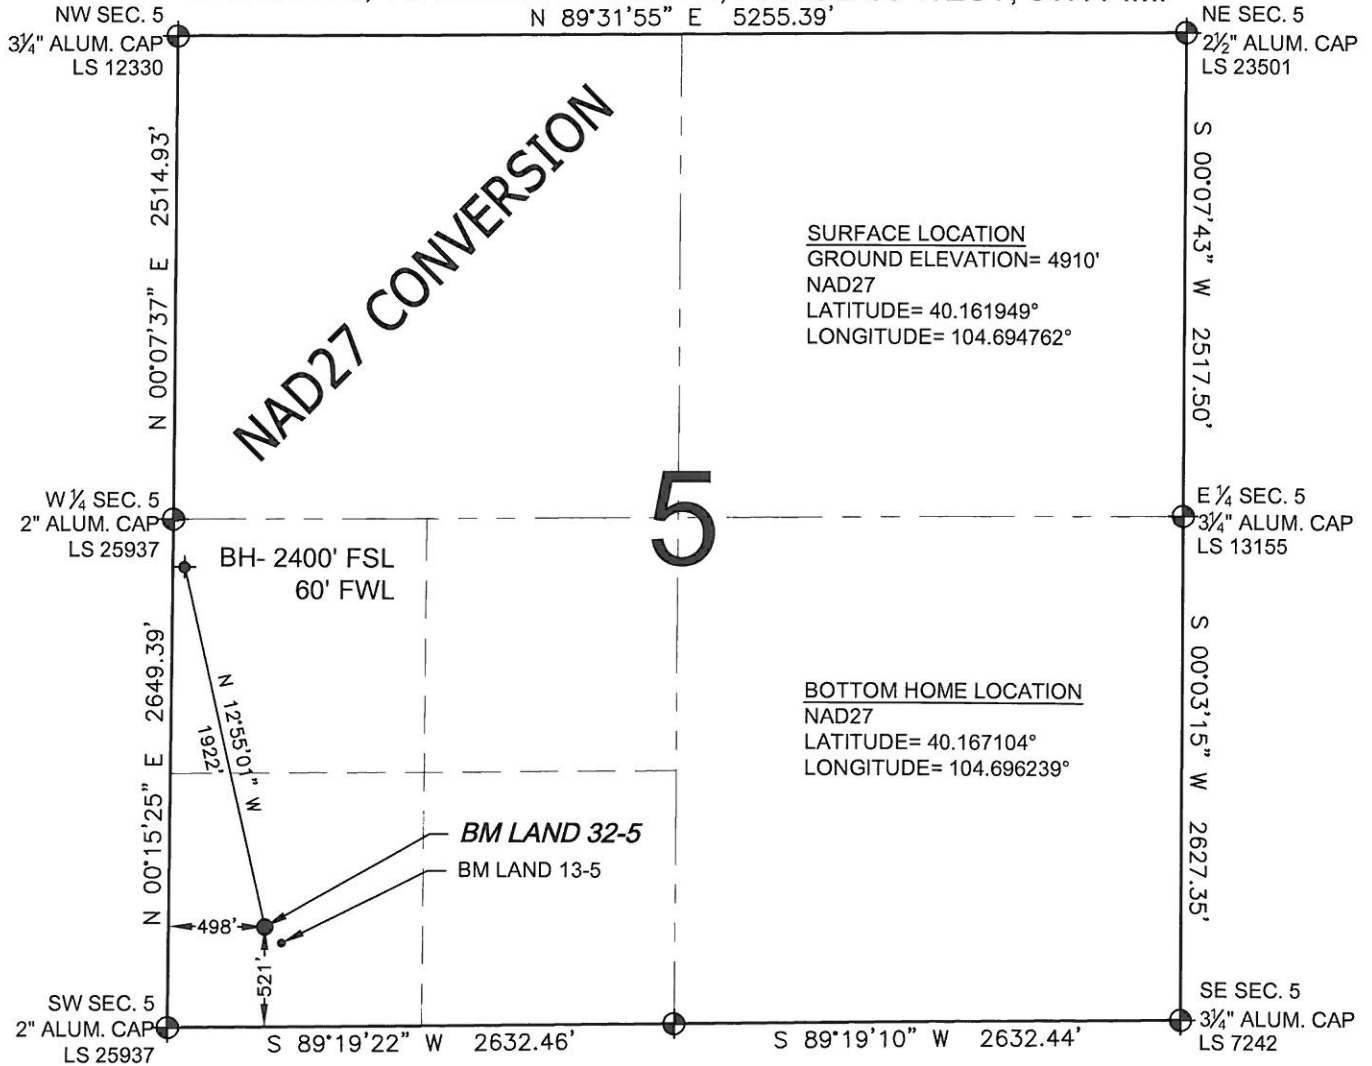 N 89°31'55" E 5255.39'
NW SEC. 5
3¼" ALUM. CAP
LS 12330
NE SEC. 5
2½" ALUM. CAP
LS 23501
N 00°07'37" E 2514.93'
NAD27 CONVERSION
S 00°07'43" W 2517.50'
SURFACE LOCATION
GROUND ELEVATION= 4910'
NAD27
LATITUDE= 40.161949°
LONGITUDE= 104.694762°
W ¼ SEC. 5
2" ALUM. CAP
LS 25937
5
E ¼ SEC. 5
3¼" ALUM. CAP
LS 13155
BH- 2400' FSL
60' FWL
N 00°15'25" E 2649.39'
N 12°55'01" W
1922'
S 00°03'15" W 2627.35'
BOTTOM HOME LOCATION
NAD27
LATITUDE= 40.167104°
LONGITUDE= 104.696239°
BM LAND 32-5
BM LAND 13-5
498'
521'
SW SEC. 5
2" ALUM. CAP
LS 25937
S 89°19'22" W 2632.46'
S 89°19'10" W 2632.44'
SE SEC. 5
3¼" ALUM. CAP
LS 7242